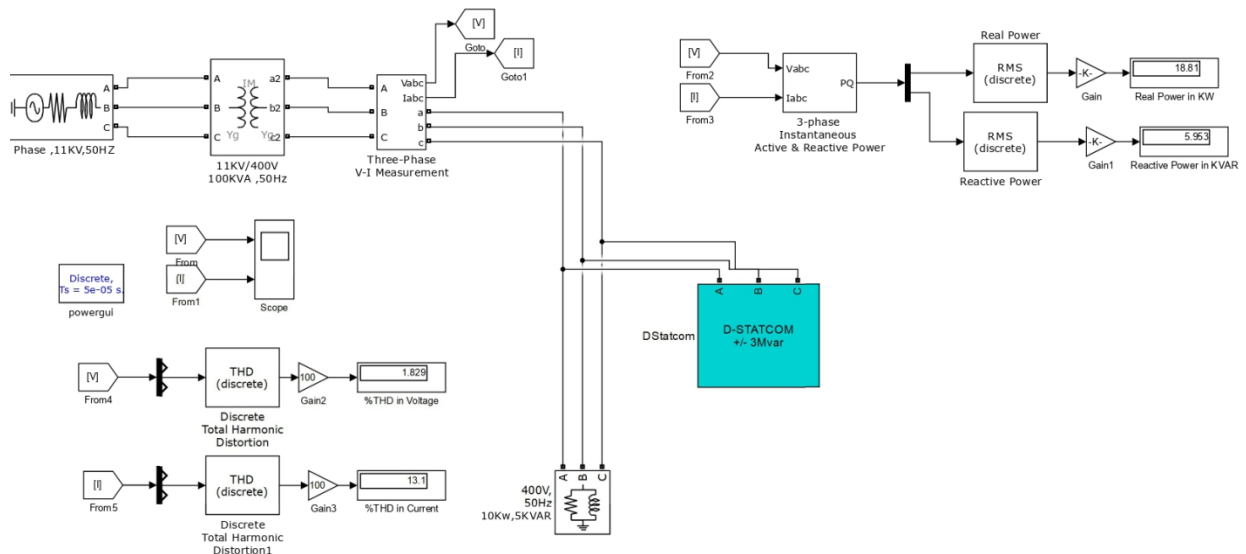 [V]
Goto
[I]
Goto1
A
B
C
Phase ,11KV,50HZ
A
B
C
IM
Yg
Yg
a2
b2
c2
11KV/400V
100KVA ,50Hz
A
B
C
Vabc
Iabc
a
b
c
Three-Phase
V-I Measurement
[V]
From2
[I]
From3
Vabc
Iabc
PQ
3-phase
Instantaneous
Active & Reactive Power
Real Power
RMS
(discrete)
-K-
Gain
18.81
Real Power in KW
RMS
(discrete)
Reactive Power
-K-
Gain1
5.953
Reactive Power in KVAR
[V]
From
[I]
From1
Scope
Discrete,
Ts = 5e-05 s.
powergui
DStatcom
A
B
C
D-STATCOM
+/- 3Mvar
[V]
From4
THD
(discrete)
Discrete
Total Harmonic
Distortion
100
Gain2
1.829
%THD in Voltage
[I]
From5
THD
(discrete)
Discrete
Total Harmonic
Distortion1
100
Gain3
13.1
%THD in Current
A
B
C
400V,
50Hz
10Kw,5KVAR